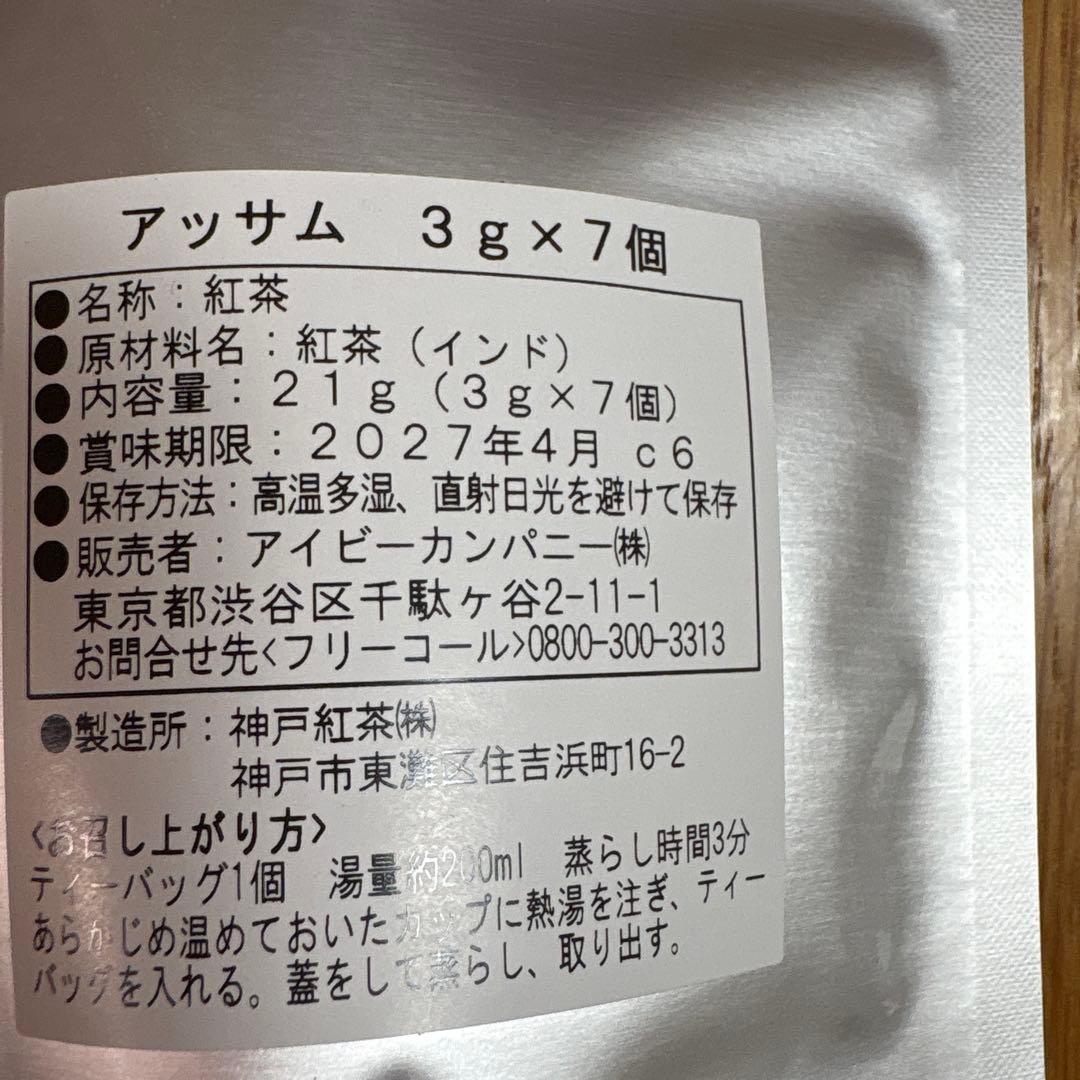 アッサム　３ｇ×７個
●名称：紅茶
●原材料名：紅茶（インド）
●内容量：２１ｇ（３ｇ×７個）
●賞味期限：２０２７年４月 ｃ６
●保存方法：高温多湿、直射日光を避けて保存
●販売者：アイビーカンパニー㈱
東京都渋谷区千駄ヶ谷2-11-1
お問合せ先<フリーコール>0800-300-3313
●製造所：神戸紅茶㈱
神戸市東灘区住吉浜町16-2
<お召し上がり方>
ティーバッグ1個　湯量約200ml　蒸らし時間3分
あらかじめ温めておいたカップに熱湯を注ぎ、ティー
バッグを入れる。蓋をして蒸らし、取り出す。